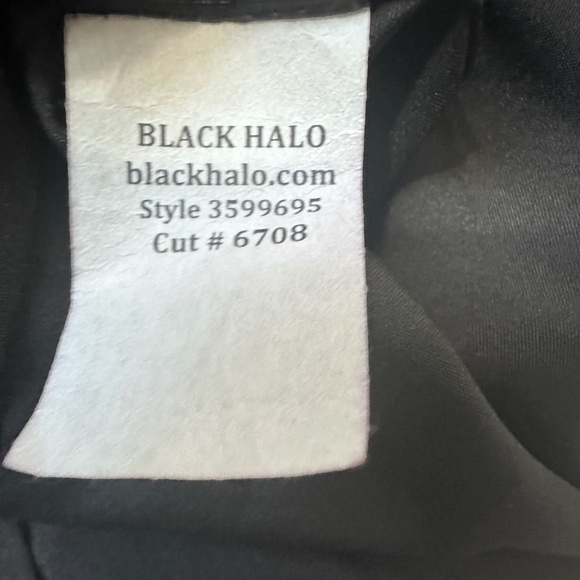 BLACK HALO
blackhalo.com
Style 3599695
Cut # 6708